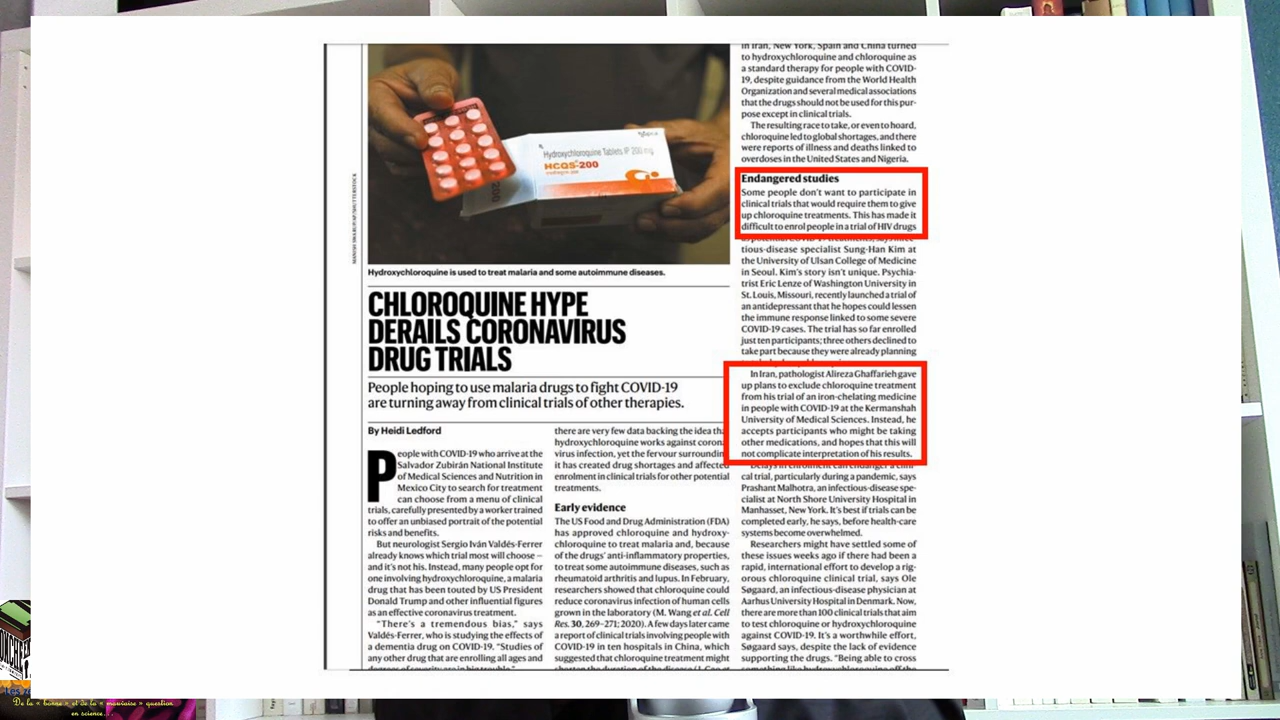 MANISH SWARUP/AP/SHUTTERSTOCK
Hydroxychloroquine Tablets IP 200 mg
HCQS-200
Hydroxychloroquine is used to treat malaria and some autoimmune diseases.
CHLOROQUINE HYPE
DERAILS CORONAVIRUS
DRUG TRIALS
People hoping to use malaria drugs to fight COVID-19
are turning away from clinical trials of other therapies.
By Heidi Ledford
People with COVID-19 who arrive at the
Salvador Zubirán National Institute
of Medical Sciences and Nutrition in
Mexico City to search for treatment
can choose from a menu of clinical
trials, carefully presented by a worker trained
to offer an unbiased portrait of the potential
risks and benefits.
But neurologist Sergio Iván Valdés-Ferrer
already knows which trial most will choose —
and it's not his. Instead, many people opt for
one involving hydroxychloroquine, a malaria
drug that has been touted by US President
Donald Trump and other influential figures
as an effective coronavirus treatment.
"There's a tremendous bias," says
Valdés-Ferrer, who is studying the effects of
a dementia drug on COVID-19. "Studies of
any other drug that are enrolling all ages and
there are very few data backing the idea tha
hydroxychloroquine works against corona
virus infection, yet the fervour surroundin
it has created drug shortages and affected
enrolment in clinical trials for other potential
treatments.
Early evidence
The US Food and Drug Administration (FDA)
has approved chloroquine and hydroxy-
chloroquine to treat malaria and, because
of the drugs' anti-inflammatory properties,
to treat some autoimmune diseases, such as
rheumatoid arthritis and lupus. In February,
researchers showed that chloroquine could
reduce coronavirus infection of human cells
grown in the laboratory (M. Wang et al. Cell
Res. 30, 269–271; 2020). A few days later came
a report of clinical trials involving people with
COVID-19 in ten hospitals in China, which
suggested that chloroquine treatment might
in Iran, New York, Spain and China turned
to hydroxychloroquine and chloroquine as
a standard therapy for people with COVID-
19, despite guidance from the World Health
Organization and several medical associations
that the drugs should not be used for this pur-
pose except in clinical trials.
The resulting race to take, or even to hoard,
chloroquine led to global shortages, and there
were reports of illness and deaths linked to
overdoses in the United States and Nigeria.
Endangered studies
Some people don't want to participate in
clinical trials that would require them to give
up chloroquine treatments. This has made it
difficult to enrol people in a trial of HIV drugs
tious-disease specialist Sung-Han Kim at
the University of Ulsan College of Medicine
in Seoul. Kim's story isn't unique. Psychia-
trist Eric Lenze of Washington University in
St. Louis, Missouri, recently launched a trial of
an antidepressant that he hopes could lessen
the immune response linked to some severe
COVID-19 cases. The trial has so far enrolled
just ten participants; three others declined to
take part because they were already planning
In Iran, pathologist Alireza Ghaffarieh gave
up plans to exclude chloroquine treatment
from his trial of an iron-chelating medicine
in people with COVID-19 at the Kermanshah
University of Medical Sciences. Instead, he
accepts participants who might be taking
other medications, and hopes that this will
not complicate interpretation of his results.
Delays in enrolment can endanger a clini-
cal trial, particularly during a pandemic, says
Prashant Malhotra, an infectious-disease spe-
cialist at North Shore University Hospital in
Manhasset, New York. It's best if trials can be
completed early, he says, before health-care
systems become overwhelmed.
Researchers might have settled some of
these issues weeks ago if there had been a
rapid, international effort to develop a rig-
orous chloroquine clinical trial, says Ole
Søgaard, an infectious-disease physician at
Aarhus University Hospital in Denmark. Now,
there are more than 100 clinical trials that aim
to test chloroquine or hydroxychloroquine
against COVID-19. It's a worthwhile effort,
Søgaard says, despite the lack of evidence
supporting the drugs. "Being able to cross
De la « bonne » et de la « mauvaise » question
en science...